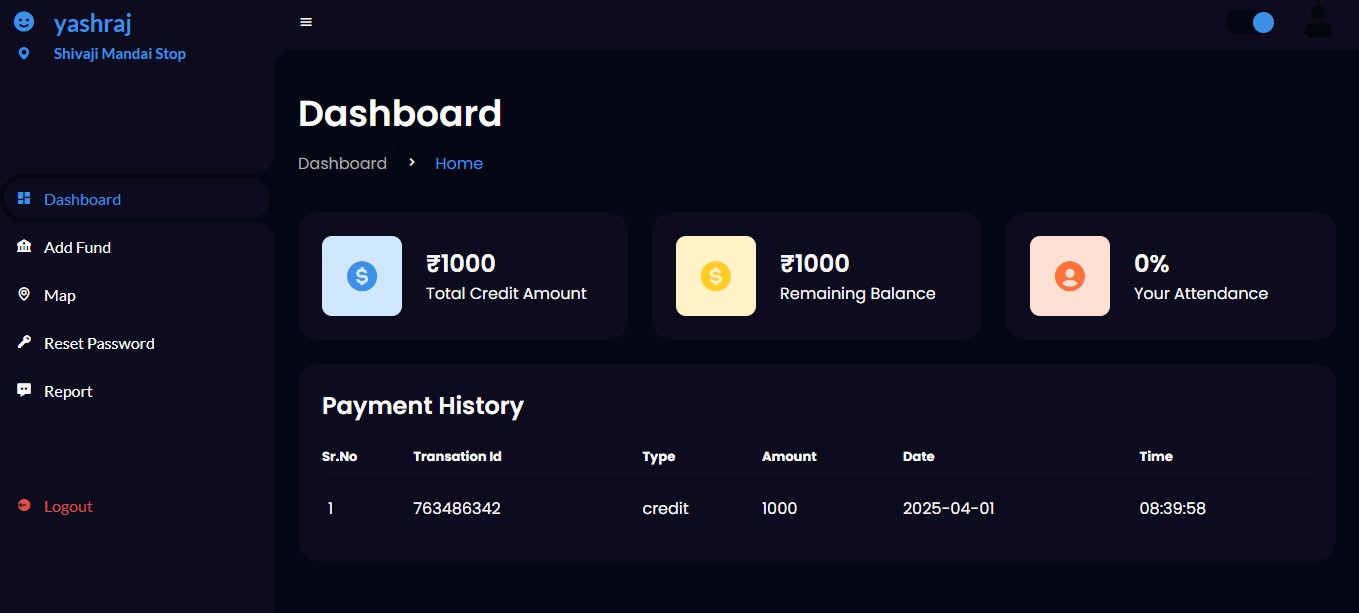 yashraj
Shivaji Mandai Stop
Dashboard
Add Fund
Map
Reset Password
Report
Logout
Dashboard
Dashboard > Home
₹1000
Total Credit Amount
₹1000
Remaining Balance
0%
Your Attendance
Payment History
Sr.No Transation Id Type Amount Date Time
1 763486342 credit 1000 2025-04-01 08:39:58